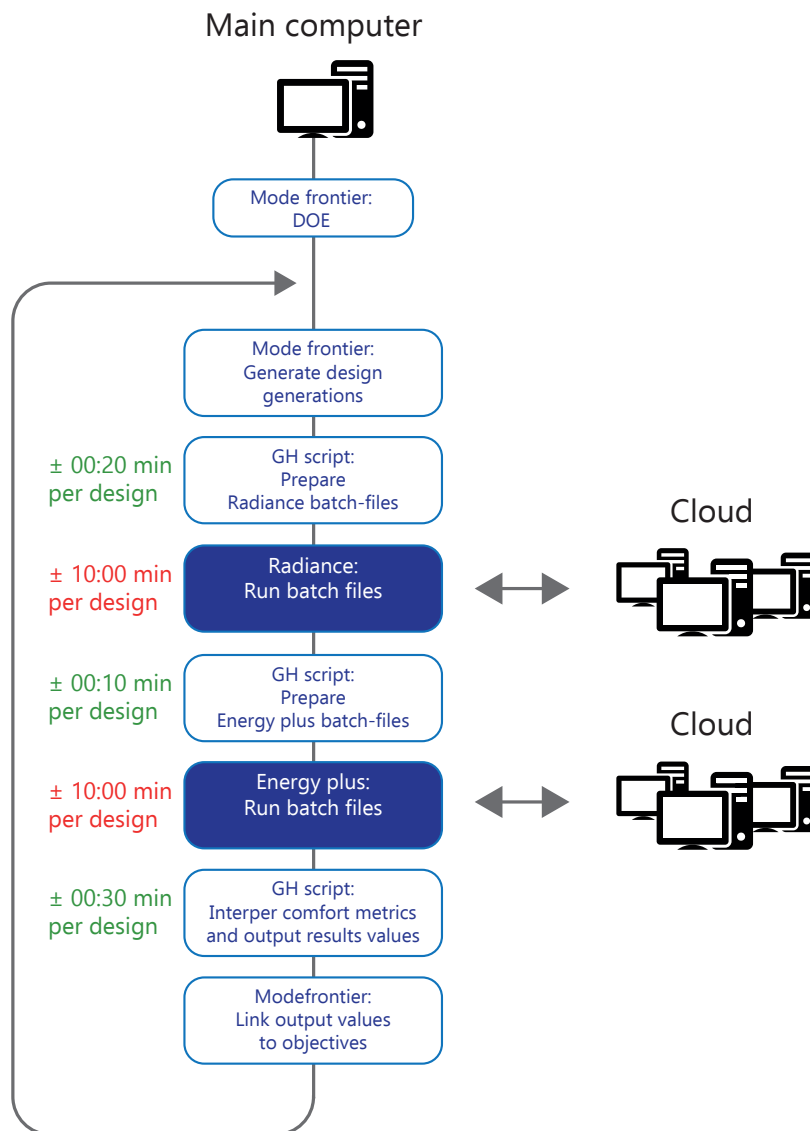 Main computer
Mode frontier:
DOE
Mode frontier:
Generate design
generations
± 00:20 min
per design
GH script:
Prepare
Radiance batch-files
Cloud
± 10:00 min
per design
Radiance:
Run batch files
± 00:10 min
per design
GH script:
Prepare
Energy plus batch-files
Cloud
± 10:00 min
per design
Energy plus:
Run batch files
± 00:30 min
per design
GH script:
Interper comfort metrics
and output results values
Modefrontier:
Link output values
to objectives